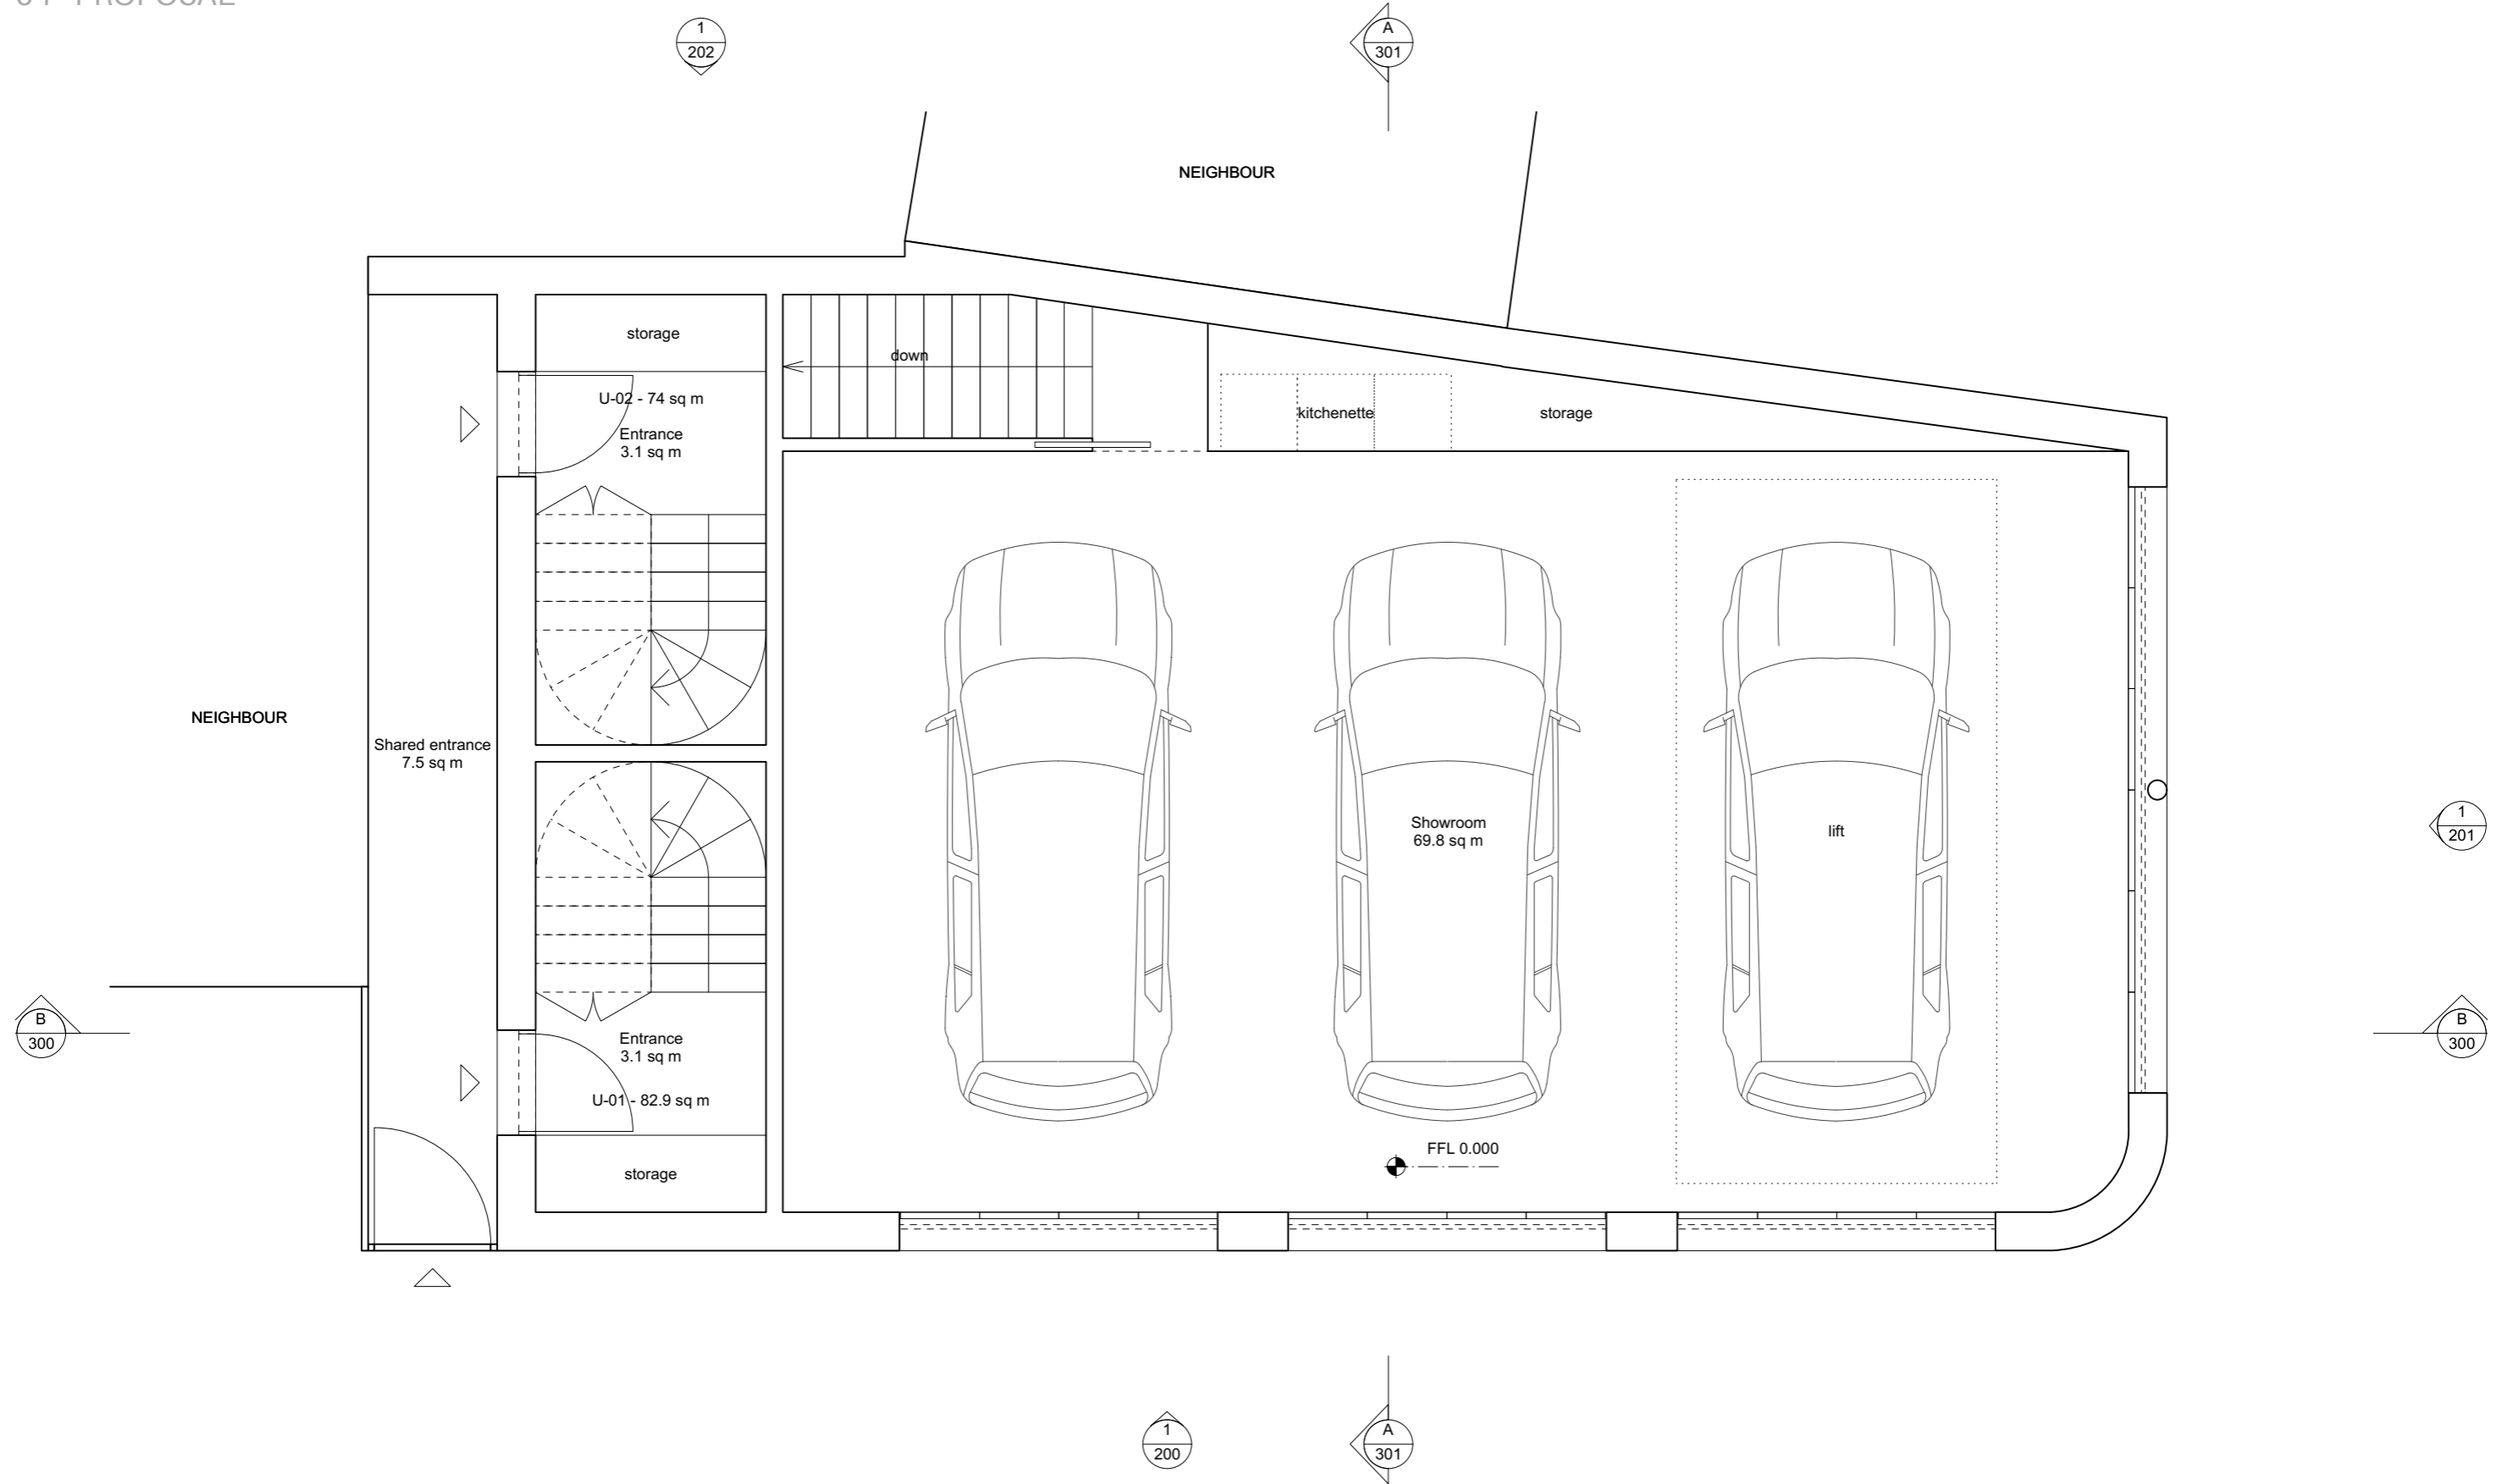 1
202
A
301
NEIGHBOUR
storage
down
U-02 - 74 sq m
Entrance
3.1 sq m
kitchenette
storage
NEIGHBOUR
Shared entrance
7.5 sq m
Showroom
69.8 sq m
lift
1
201
B
300
Entrance
3.1 sq m
B
300
U-01 - 82.9 sq m
FFL 0.000
storage
1
200
A
301